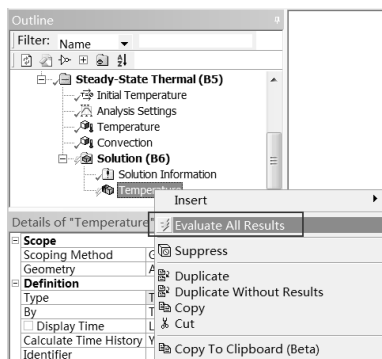 Outline
Filter: Name
Steady-State Thermal (B5)
Initial Temperature
Analysis Settings
Temperature
Convection
Solution (B6)
Solution Information
Temperature
Insert
Evaluate All Results
Suppress
Duplicate
Duplicate Without Results
Copy
Cut
Copy To Clipboard (Beta)
Details of "Temperature"
Scope
Scoping Method G
Geometry A
Definition
Type T
By T
Display Time L
Calculate Time History Y
Identifier